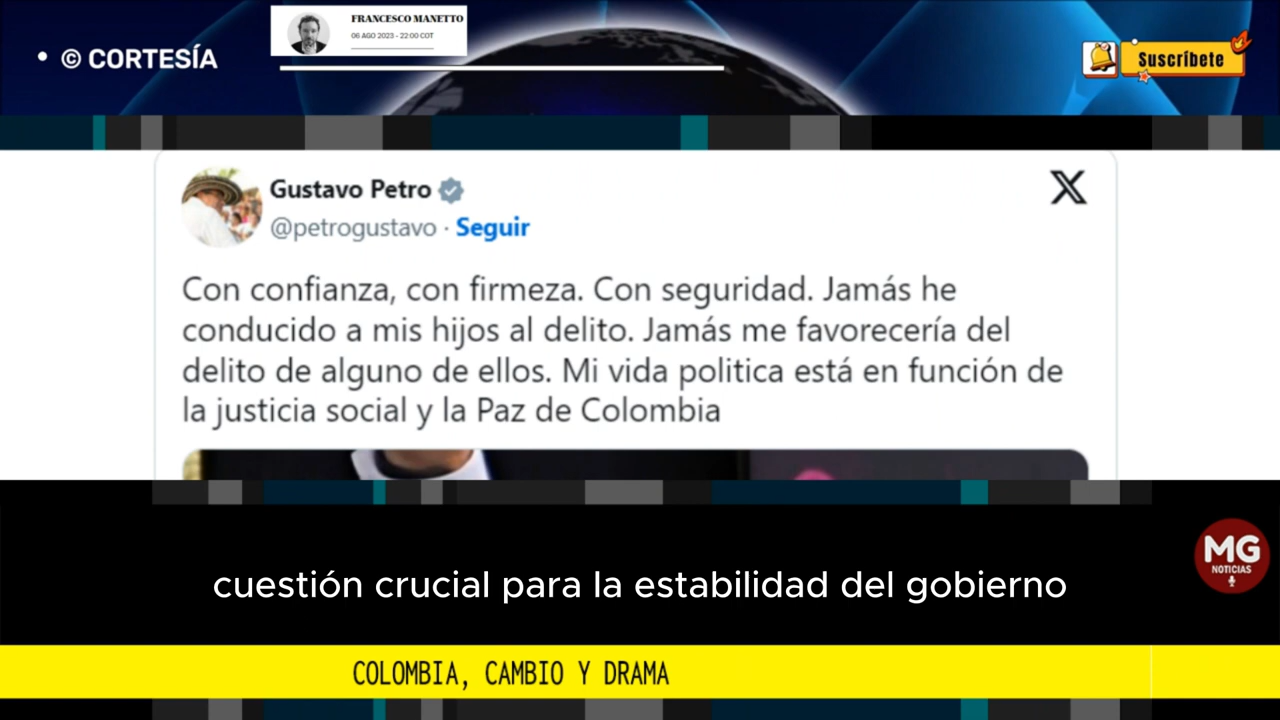 FRANCESCO MANETTO
06 AGO 2023 - 22:00 COT
• © CORTESÍA
Suscríbete
Gustavo Petro
@petrogustavo · Seguir
Con confianza, con firmeza. Con seguridad. Jamás he
conducido a mis hijos al delito. Jamás me favorecería del
delito de alguno de ellos. Mi vida politica está en función de
la justicia social y la Paz de Colombia
MG
NOTICIAS
cuestión crucial para la estabilidad del gobierno
COLOMBIA, CAMBIO Y DRAMA